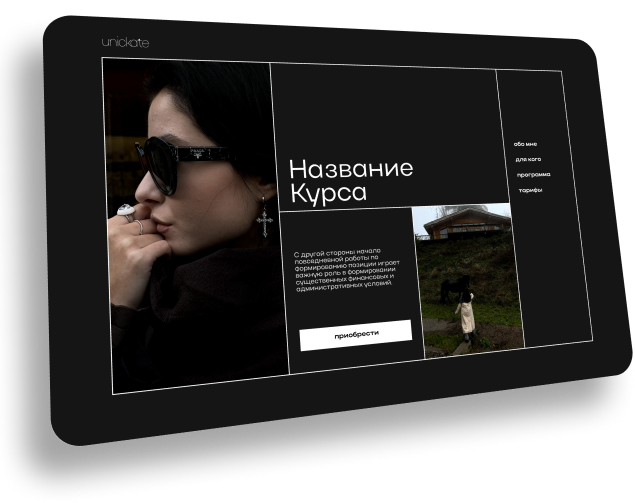 unickate
PRADA
Название
Курса
обо мне
для кого
программа
тарифы
С другой стороны начало
повседневной работы по
формированию позиции играет
важную роль в формировании
существенных финансовых и
административных условий.
приобрести